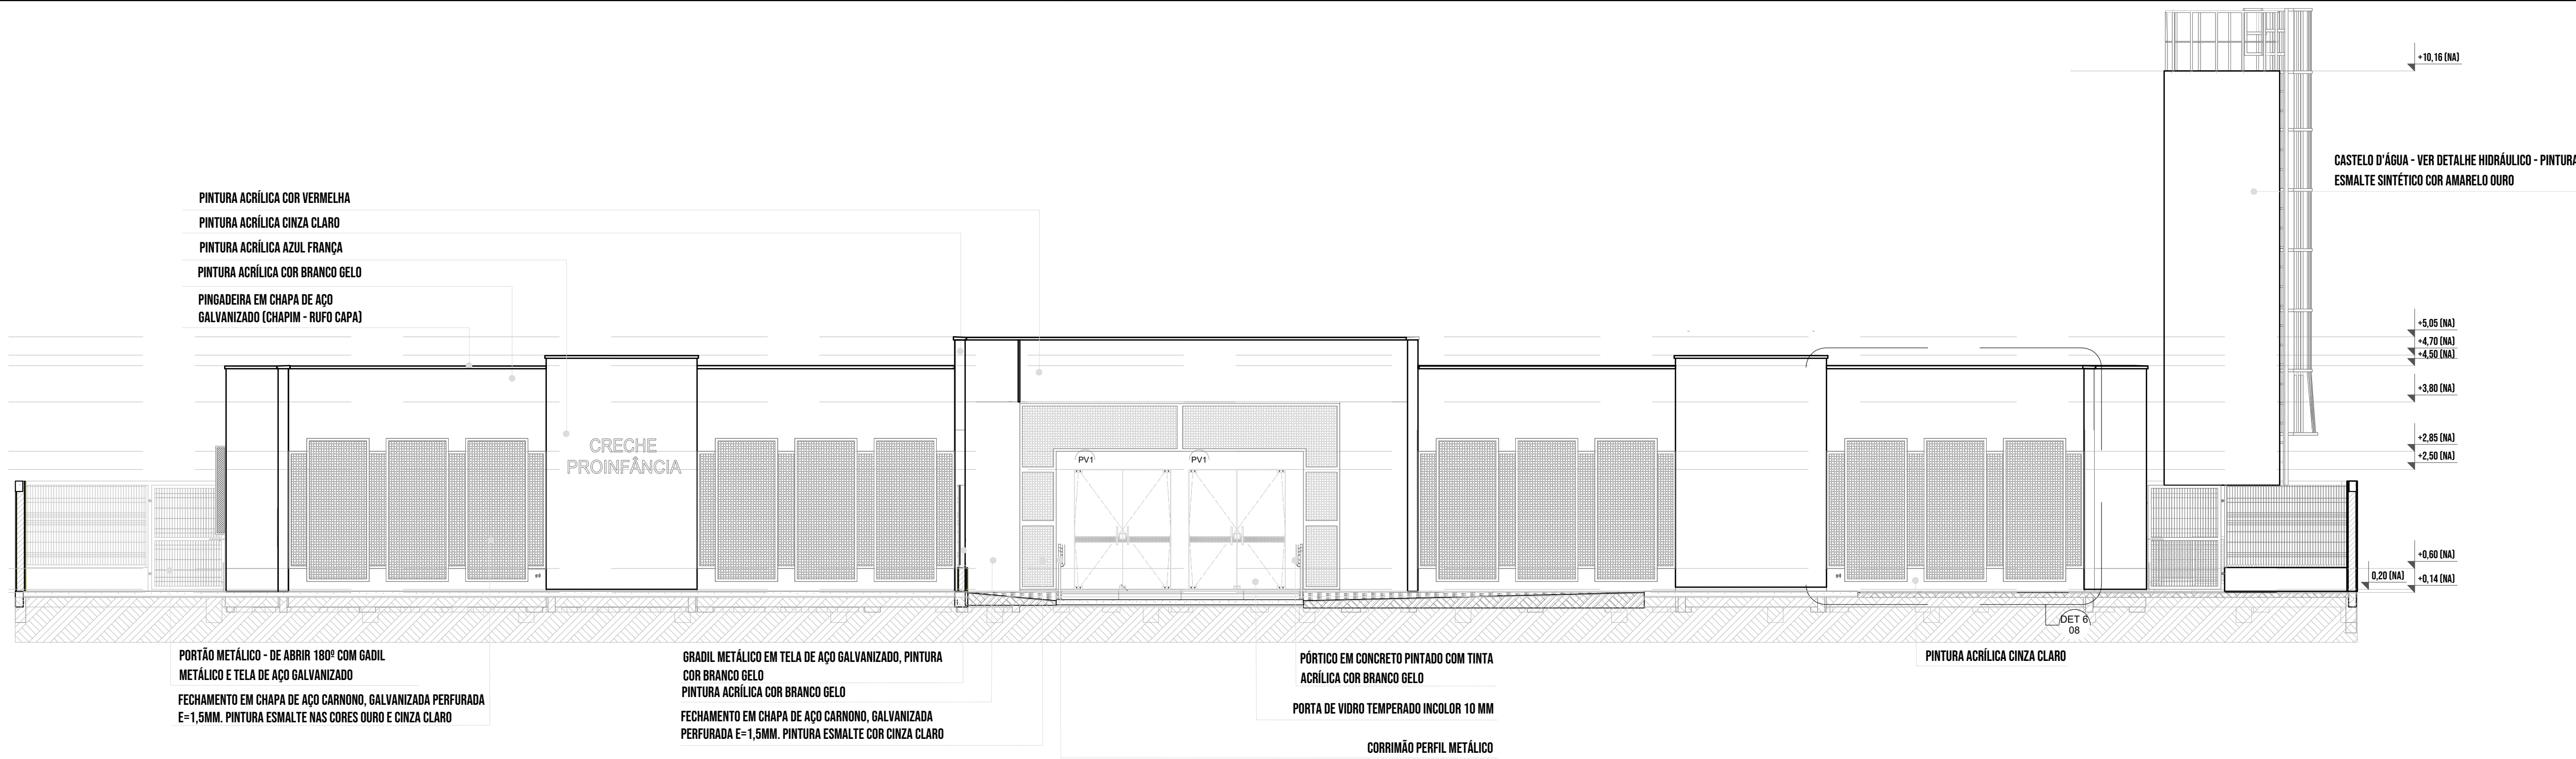 +10,16 (NA)
CASTELO D'ÁGUA - VER DETALHE HIDRÁULICO - PINTURA
ESMALTE SINTÉTICO COR AMARELO OURO
PINTURA ACRÍLICA COR VERMELHA
PINTURA ACRÍLICA CINZA CLARO
PINTURA ACRÍLICA AZUL FRANÇA
PINTURA ACRÍLICA COR BRANCO GELO
PINGADEIRA EM CHAPA DE AÇO
GALVANIZADO (CHAPIM - RUFO CAPA)
+5,05 (NA)
+4,70 (NA)
+4,50 (NA)
+3,80 (NA)
+2,85 (NA)
+2,50 (NA)
CRECHE
PROINFÂNCIA
PV1
PV1
+0,60 (NA)
0,20 (NA)
+0,14 (NA)
DET 6
08
PORTÃO METÁLICO - DE ABRIR 180º COM GADIL
METÁLICO E TELA DE AÇO GALVANIZADO
FECHAMENTO EM CHAPA DE AÇO CARNONO, GALVANIZADA PERFURADA
E=1,5MM. PINTURA ESMALTE NAS CORES OURO E CINZA CLARO
GRADIL METÁLICO EM TELA DE AÇO GALVANIZADO, PINTURA
COR BRANCO GELO
PINTURA ACRÍLICA COR BRANCO GELO
FECHAMENTO EM CHAPA DE AÇO CARNONO, GALVANIZADA
PERFURADA E=1,5MM. PINTURA ESMALTE COR CINZA CLARO
PÓRTICO EM CONCRETO PINTADO COM TINTA
ACRÍLICA COR BRANCO GELO
PORTA DE VIDRO TEMPERADO INCOLOR 10 MM
CORRIMÃO PERFIL METÁLICO
PINTURA ACRÍLICA CINZA CLARO